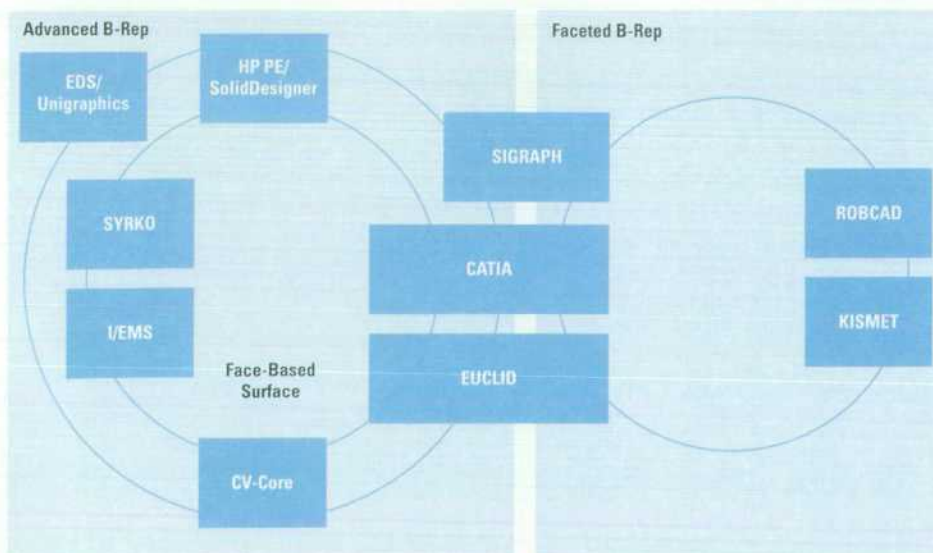 Advanced B-Rep
Faceted B-Rep
EDS/
Unigraphics
HP PE/
SolidDesigner
SIGRAPH
SYRKO
ROBCAD
CATIA
I/EMS
KISMET
Face-Based
Surface
EUCLID
CV-Core